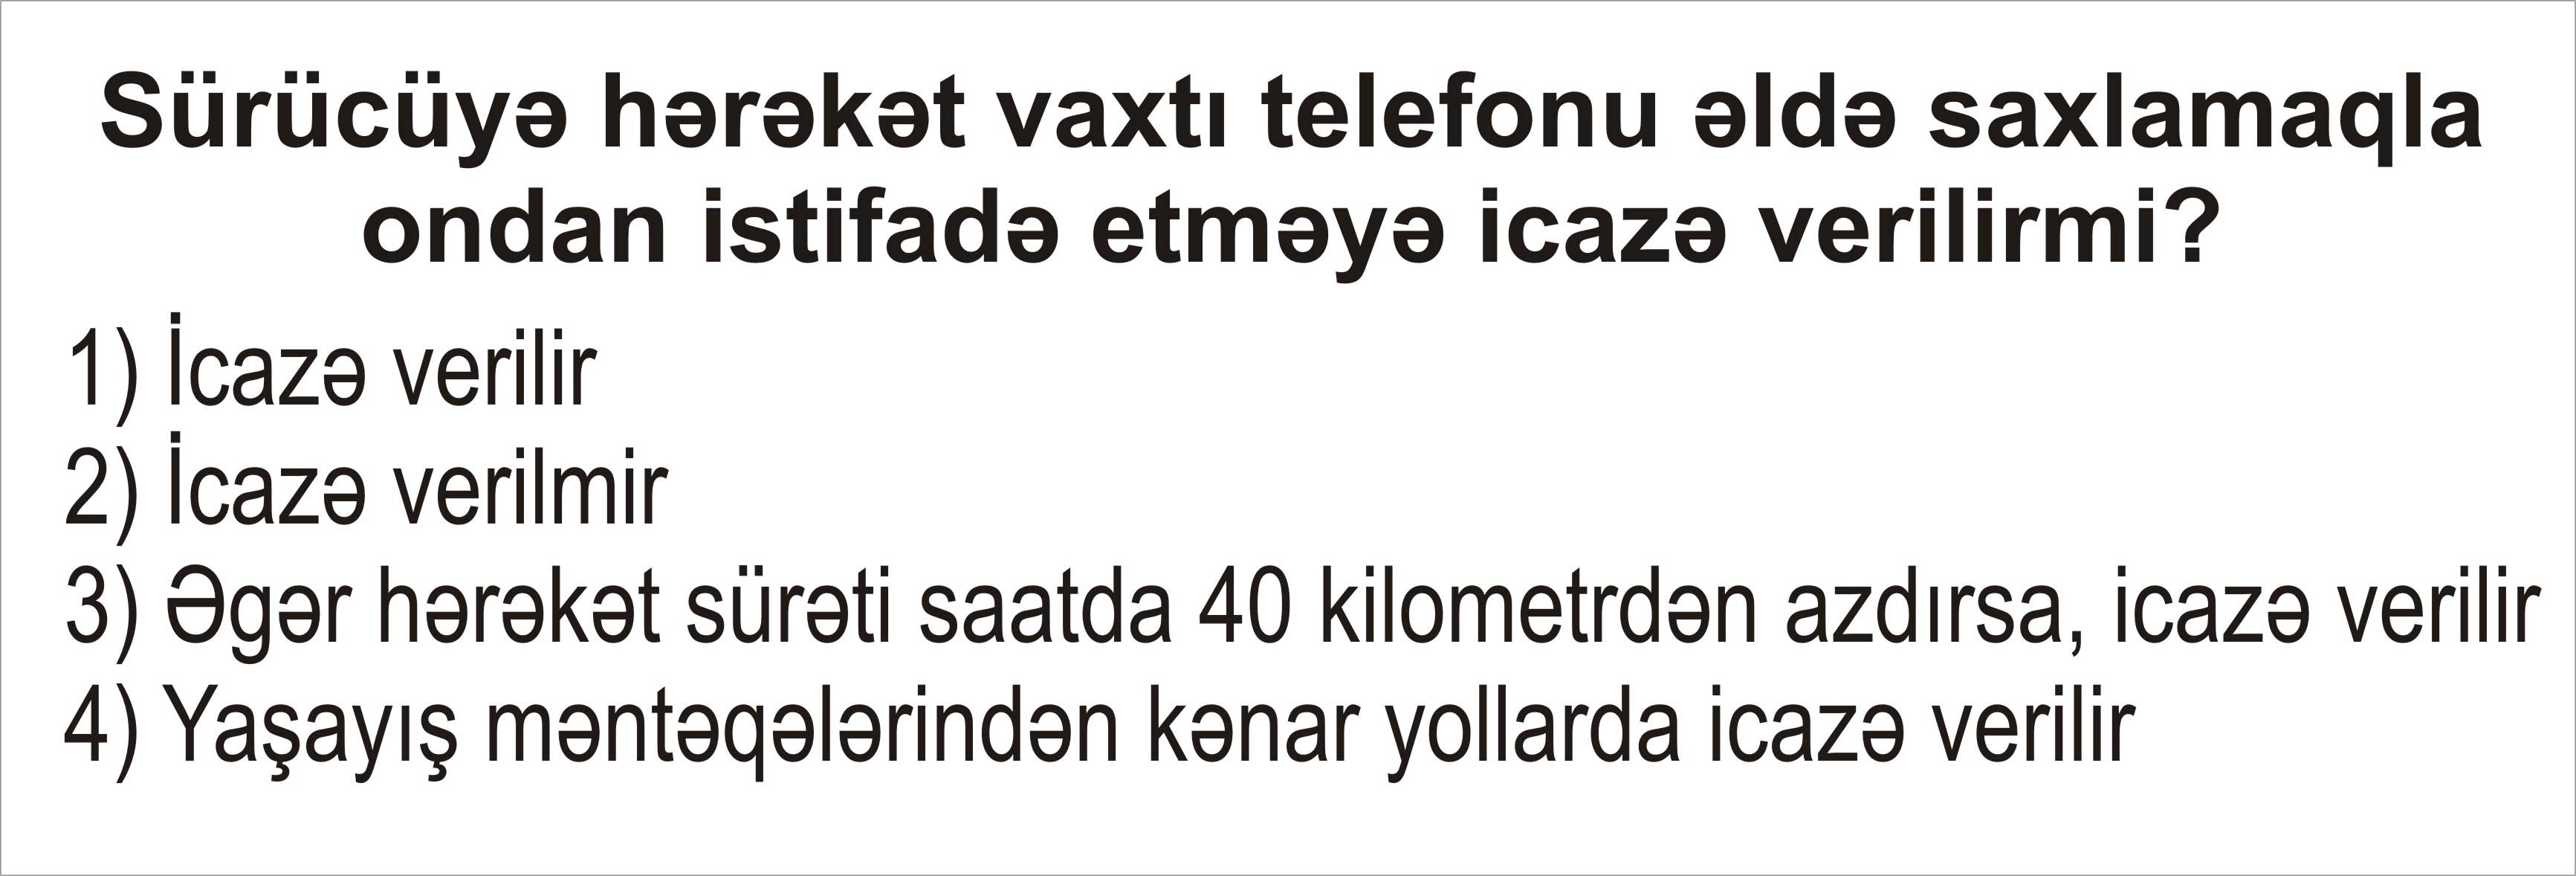 Sürücüyə hərəkət vaxtı telefonu əldə saxlamaqla
ondan istifadə etməyə icazə verilirmi?
1) İcazə verilir
2) İcazə verilmir
3) Əgər hərəkət sürəti saatda 40 kilometrdən azdırsa, icazə verilir
4) Yaşayış məntəqələrindən kənar yollarda icazə verilir